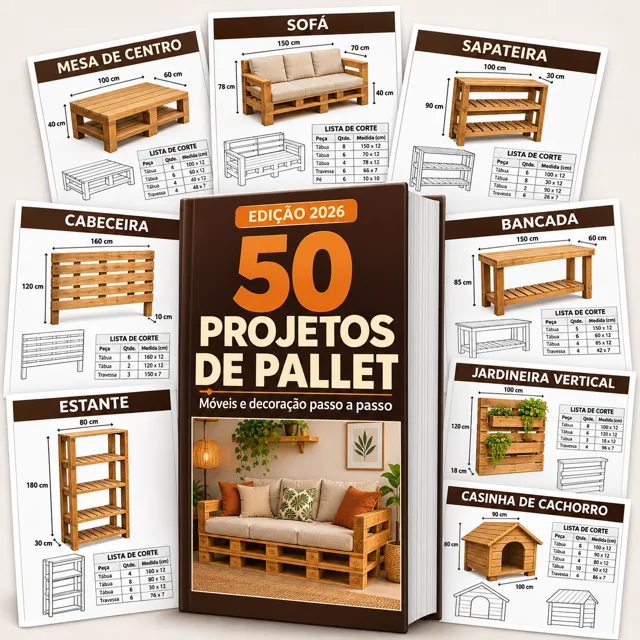 MESA DE CENTRO
100 cm
60 cm
40 cm
LISTA DE CORTE
Peça Qtde. Medida (cm)
Tábua 4 100 x 12
Tábua 6 60 x 12
Tábua 4 40 x 12
Travessa 4 48 x 7
SOFÁ
150 cm
70 cm
78 cm
40 cm
LISTA DE CORTE
Peça Qtde. Medida (cm)
Tábua 8 150 x 12
Tábua 6 70 x 12
Tábua 4 78 x 12
Travessa 6 66 x 7
Pé 6 10 x 10
SAPATEIRA
100 cm
30 cm
90 cm
LISTA DE CORTE
Peça Qtde. Medida (cm)
Tábua 6 100 x 12
Tábua 8 30 x 12
Tábua 2 90 x 12
Travessa 6 26 x 7
CABECEIRA
160 cm
120 cm
10 cm
LISTA DE CORTE
Peça Qtde. Medida (cm)
Tábua 6 160 x 12
Tábua 2 120 x 12
Travessa 3 150 x 7
EDIÇÃO 2026
50
PROJETOS
DE PALLET
Móveis e decoração passo a passo
BANCADA
150 cm
60 cm
85 cm
LISTA DE CORTE
Peça Qtde. Medida (cm)
Tábua 5 150 x 12
Tábua 6 60 x 12
Tábua 4 85 x 12
Travessa 4 42 x 7
ESTANTE
80 cm
180 cm
30 cm
LISTA DE CORTE
Peça Qtde. Medida (cm)
Tábua 4 160 x 12
Tábua 8 80 x 12
Tábua 6 30 x 12
Travessa 6 76 x 7
JARDINEIRA VERTICAL
100 cm
120 cm
18 cm
LISTA DE CORTE
Peça Qtde. Medida (cm)
Tábua 8 100 x 12
Tábua 6 120 x 12
Tábua 3 18 x 12
Travessa 4 96 x 7
CASINHA DE CACHORRO
90 cm
80 cm
100 cm
LISTA DE CORTE
Peça Qtde. Medida (cm)
Tábua 6 100 x 12
Tábua 6 90 x 12
Tábua 10 60 x 12
Travessa 4 86 x 7